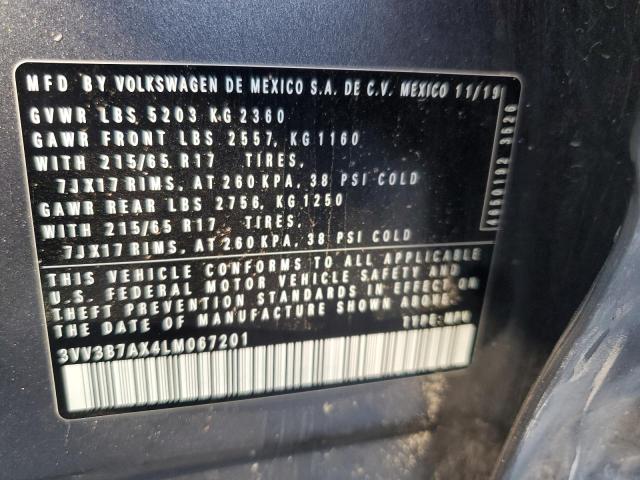 MFD BY VOLKSWAGEN DE MEXICO S.A. DE C.V. MEXICO 11/19
GVWR LBS 5203 KG 2360
GAWR FRONT LBS 2557, KG 1160
WITH 215/65 R17 TIRES,
7JX17 RIMS, AT 260 KPA, 38 PSI COLD
GAWR REAR LBS 2756, KG 1250
WITH 215/65 R17 TIRES,
7JX17 RIMS, AT 260 KPA, 38 PSI COLD
THIS VEHICLE CONFORMS TO ALL APPLICABLE
U.S. FEDERAL MOTOR VEHICLE SAFETY AND
THEFT PREVENTION STANDARDS IN EFFECT ON
THE DATE OF MANUFACTURE SHOWN ABOVE.
TYPE: MPV
3VV3B7AX4LM067201